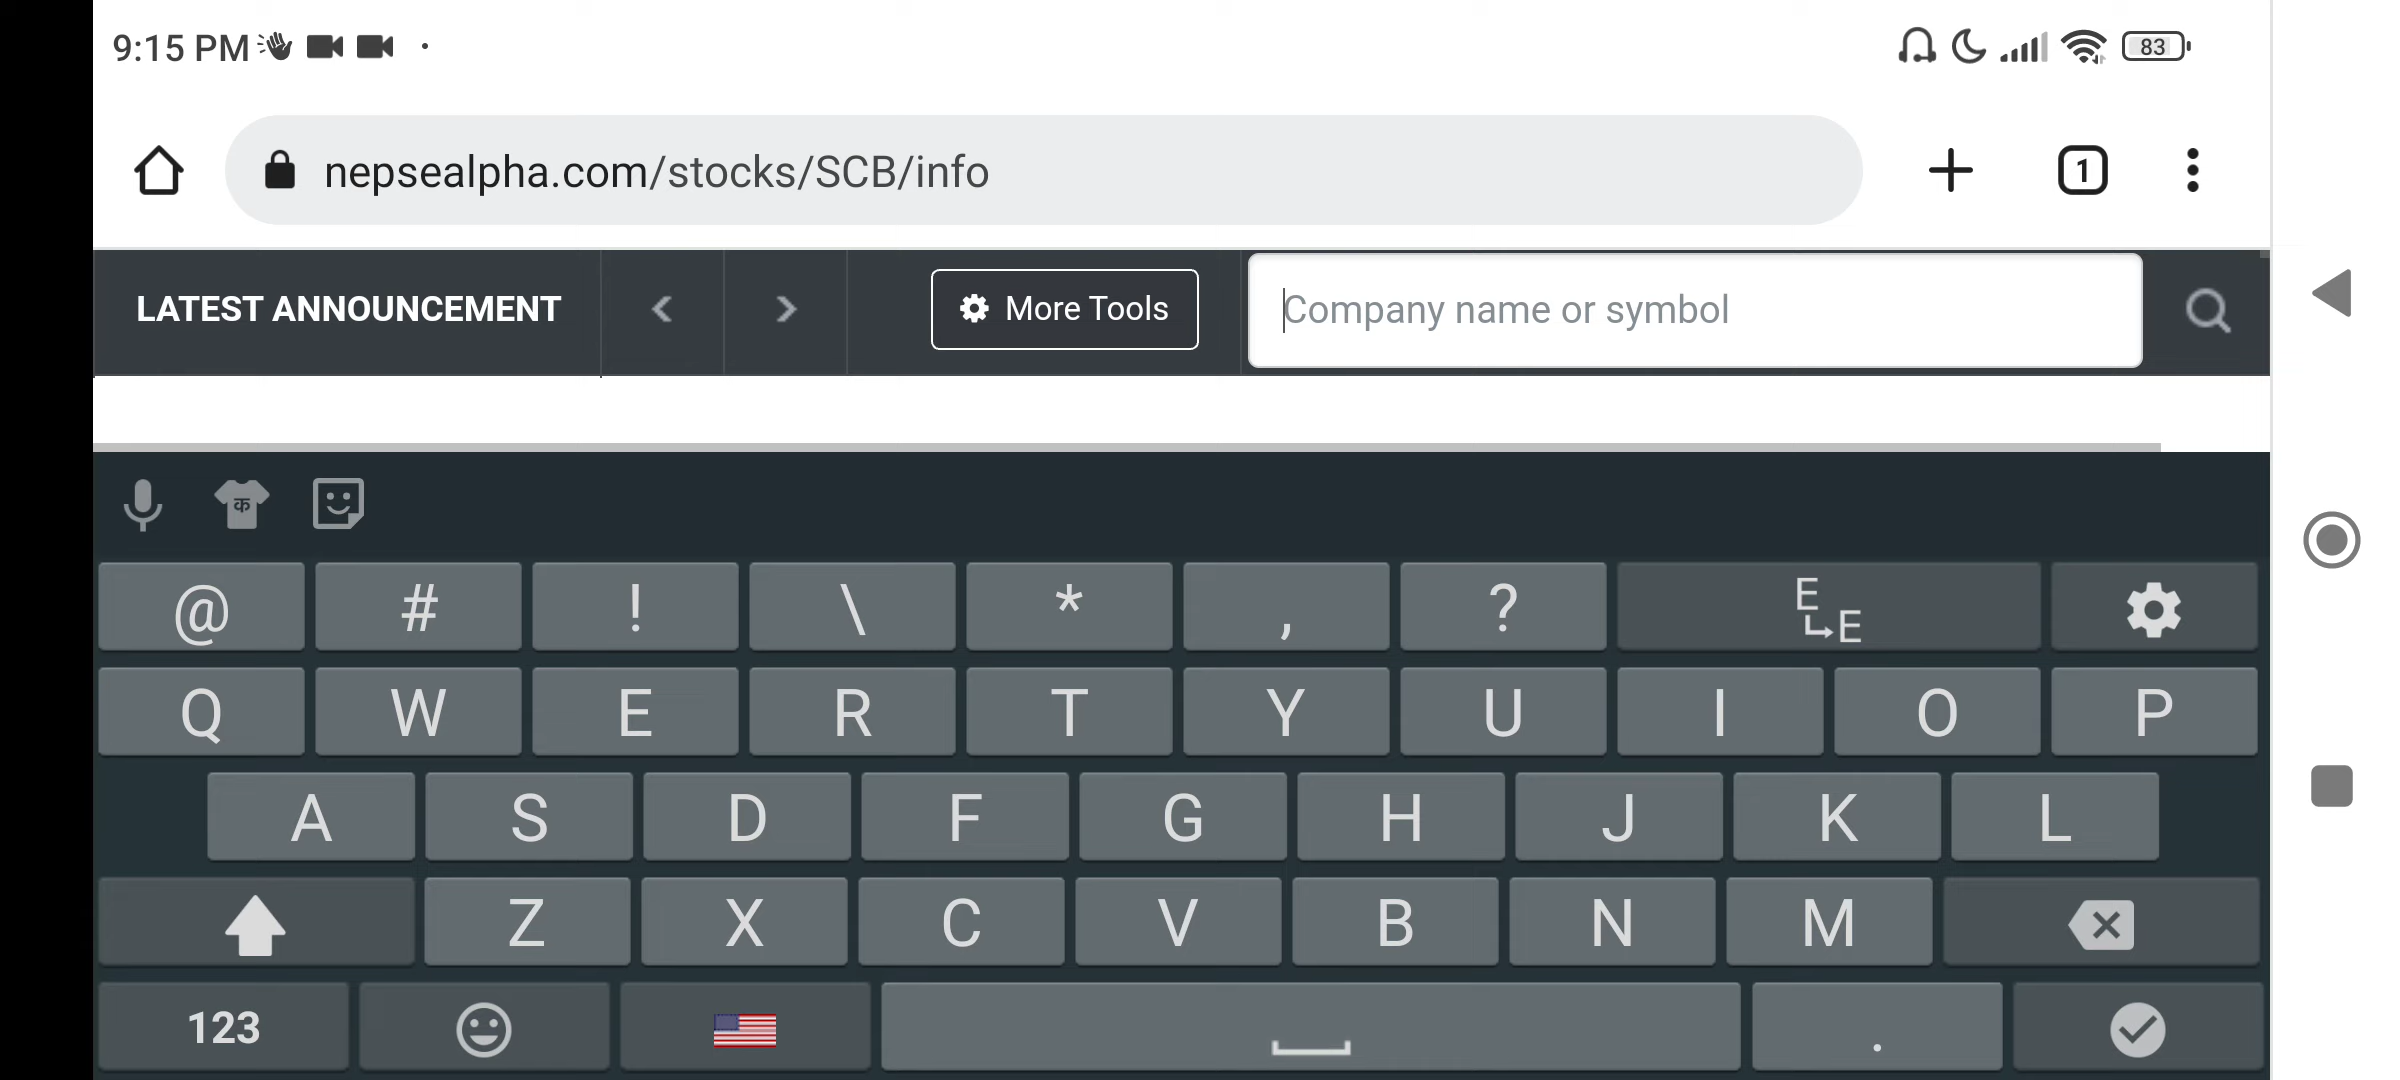 9:15 PM
83
nepsealpha.com/stocks/SCB/info
1
LATEST ANNOUNCEMENT
More Tools
Company name or symbol
क
@ # ! \ * , ? E E
Q W E R T Y U I O P
A S D F G H J K L
Z X C V B N M
123 .